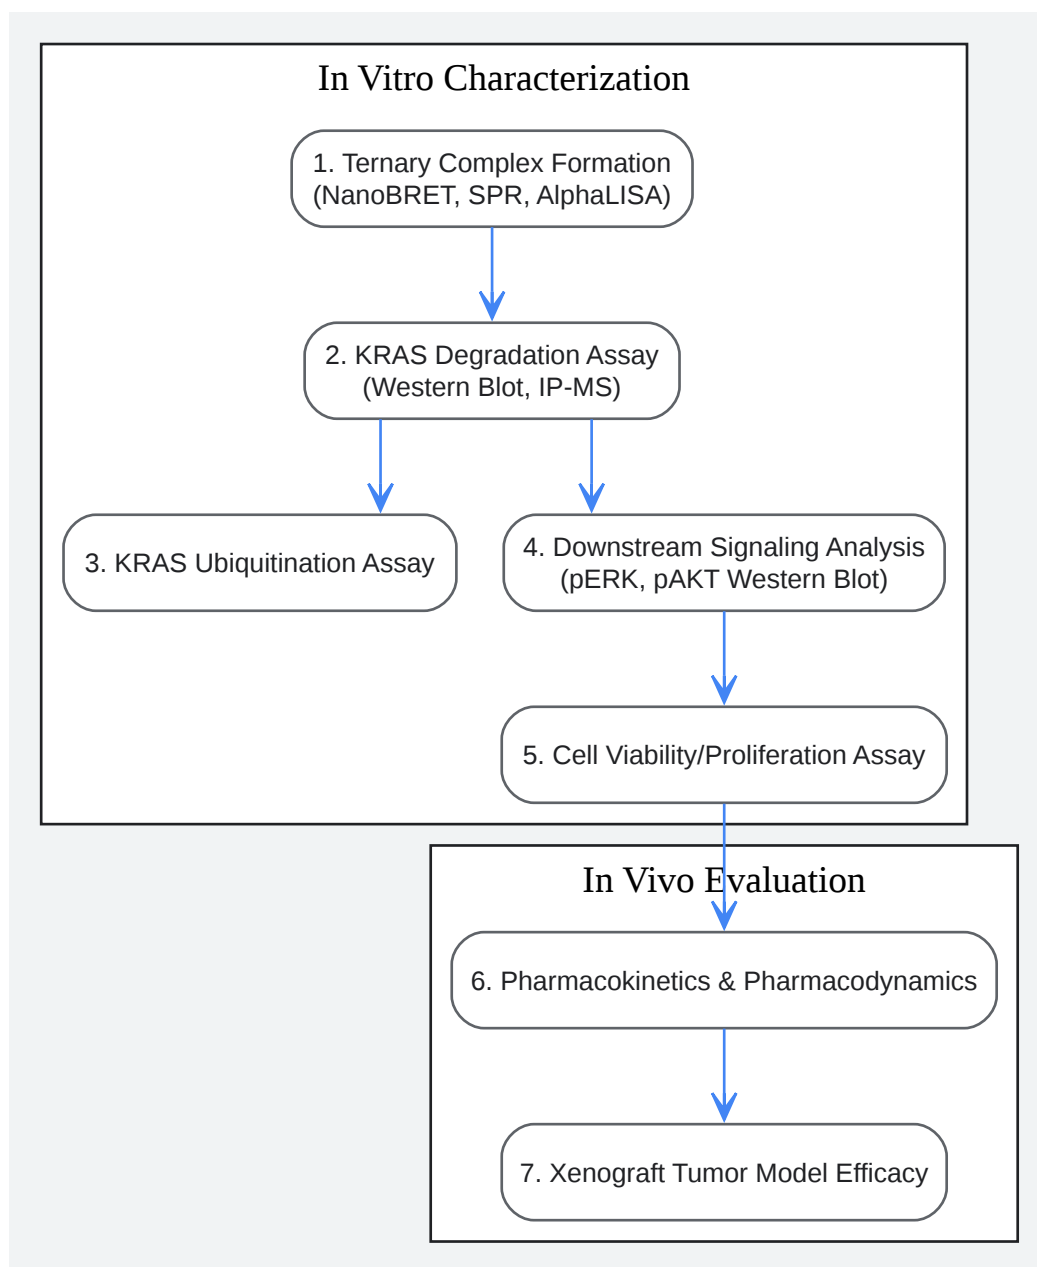 In Vitro Characterization
1. Ternary Complex Formation
(NanoBRET, SPR, AlphaLISA)
2. KRAS Degradation Assay
(Western Blot, IP-MS)
3. KRAS Ubiquitination Assay
4. Downstream Signaling Analysis
(pERK, pAKT Western Blot)
5. Cell Viability/Proliferation Assay
In Vivo Evaluation
6. Pharmacokinetics & Pharmacodynamics
7. Xenograft Tumor Model Efficacy